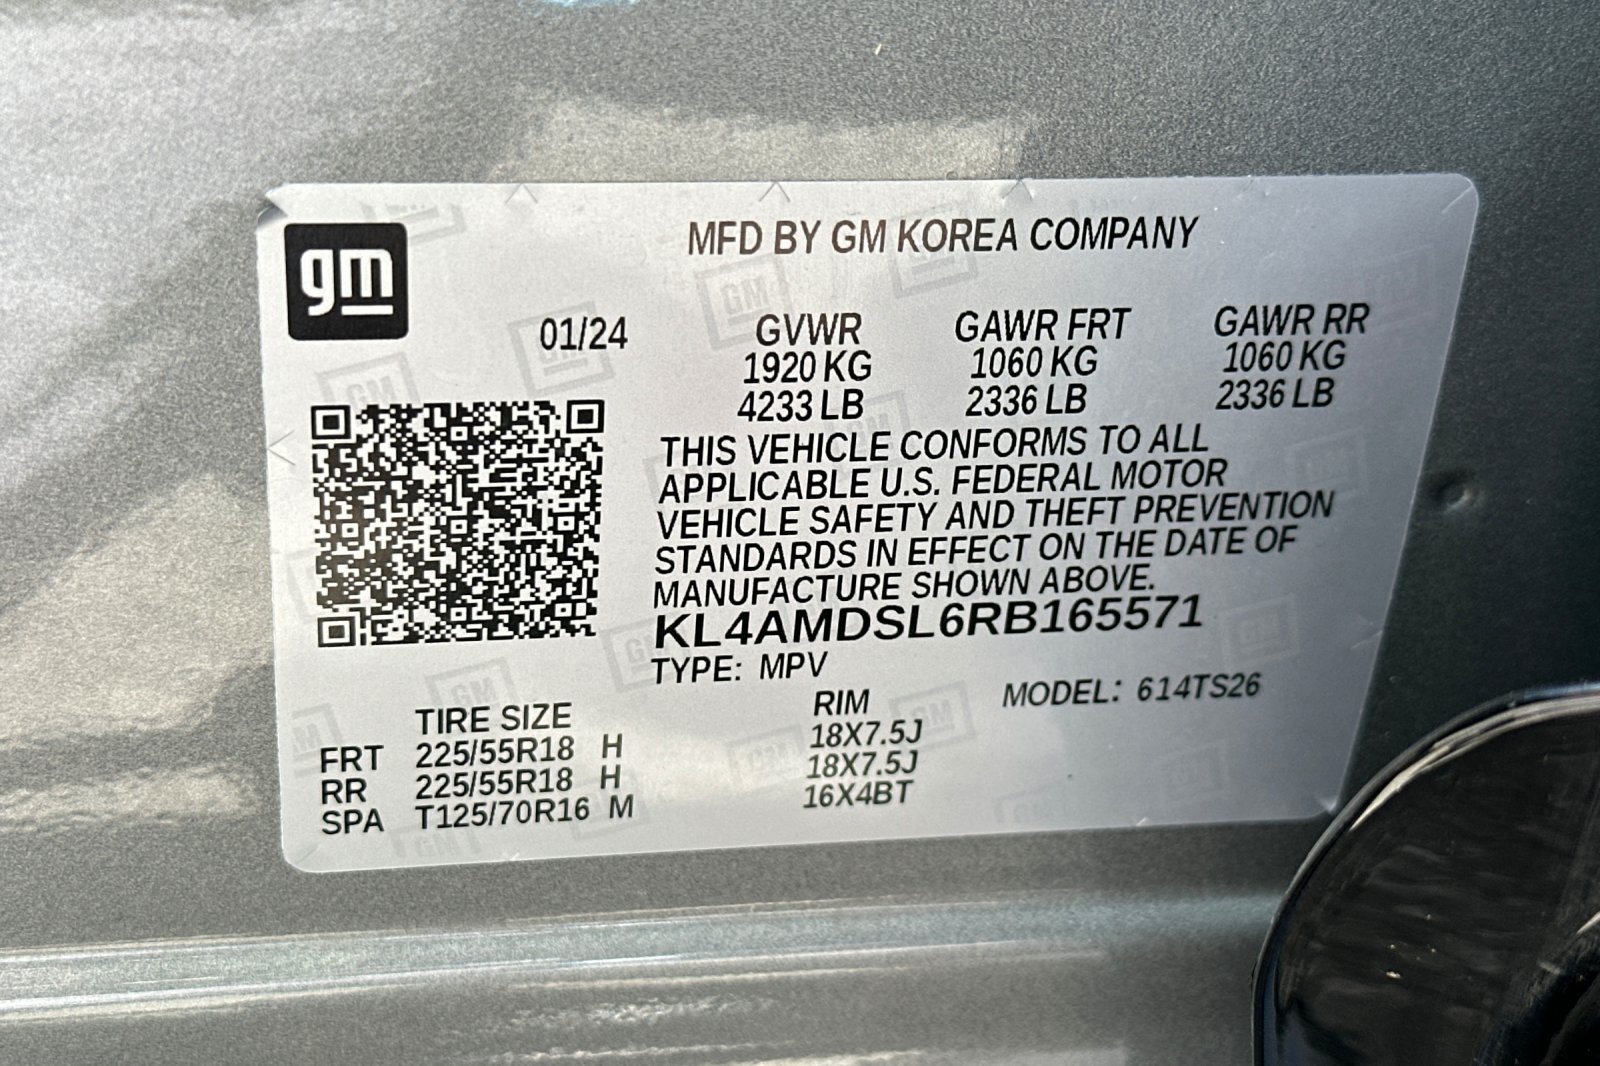 gm
MFD BY GM KOREA COMPANY
01/24
GVWR GAWR FRT GAWR RR
1920 KG 1060 KG 1060 KG
4233 LB 2336 LB 2336 LB
THIS VEHICLE CONFORMS TO ALL
APPLICABLE U.S. FEDERAL MOTOR
VEHICLE SAFETY AND THEFT PREVENTION
STANDARDS IN EFFECT ON THE DATE OF
MANUFACTURE SHOWN ABOVE.
KL4AMDSL6RB165571
TYPE: MPV
MODEL: 614TS26
TIRE SIZE RIM
FRT 225/55R18 H 18X7.5J
RR 225/55R18 H 18X7.5J
SPA T125/70R16 M 16X4BT